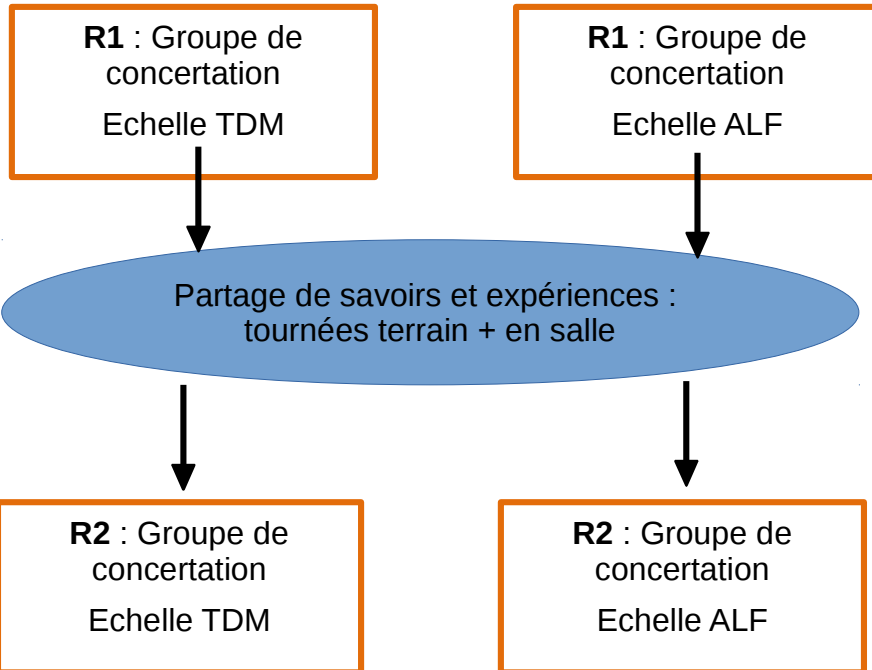 R1 : Groupe de
concertation
Echelle TDM
R1 : Groupe de
concertation
Echelle ALF
Partage de savoirs et expériences :
tournées terrain + en salle
R2 : Groupe de
concertation
Echelle TDM
R2 : Groupe de
concertation
Echelle ALF